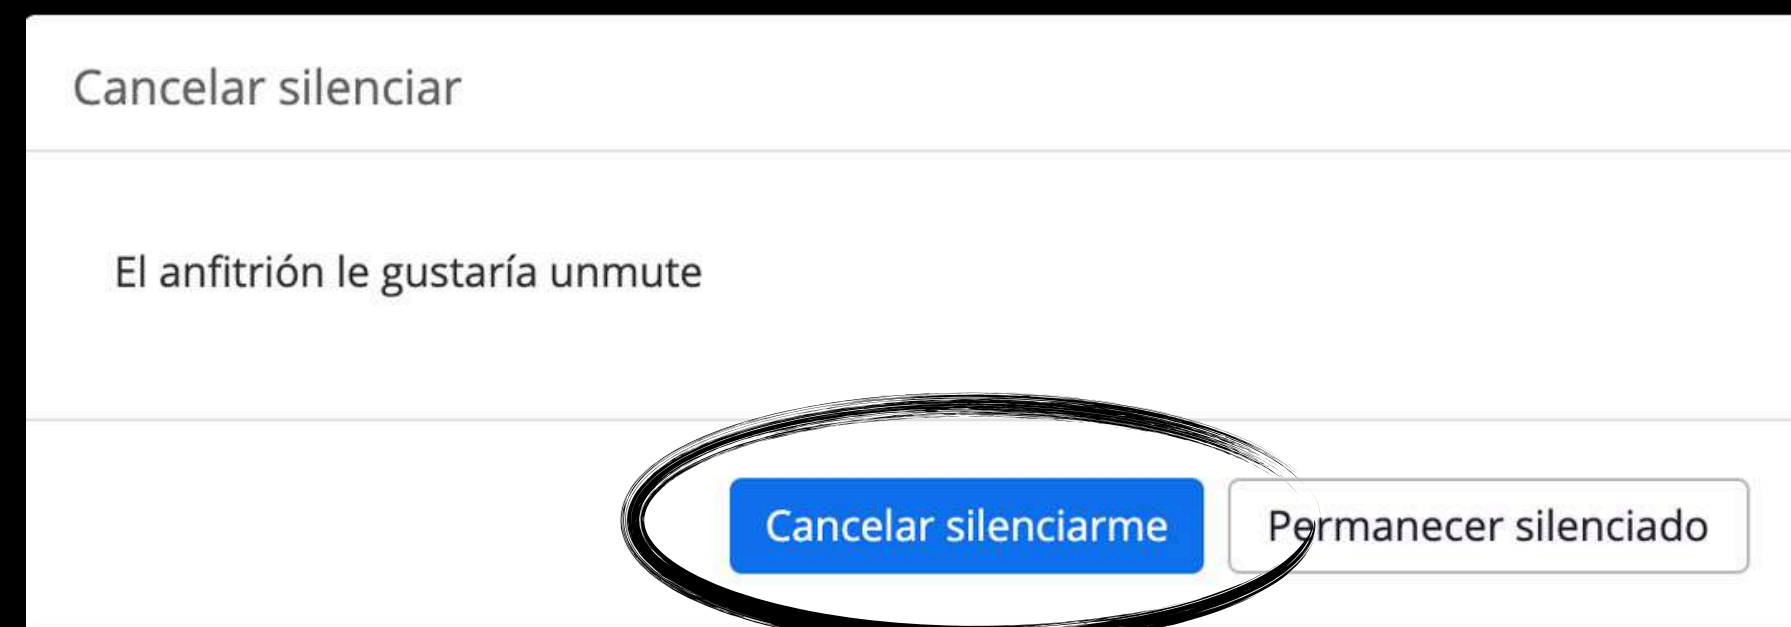 Cancelar silenciar
El anfitrión le gustaría unmute
Cancelar silenciarme
Permanecer silenciado